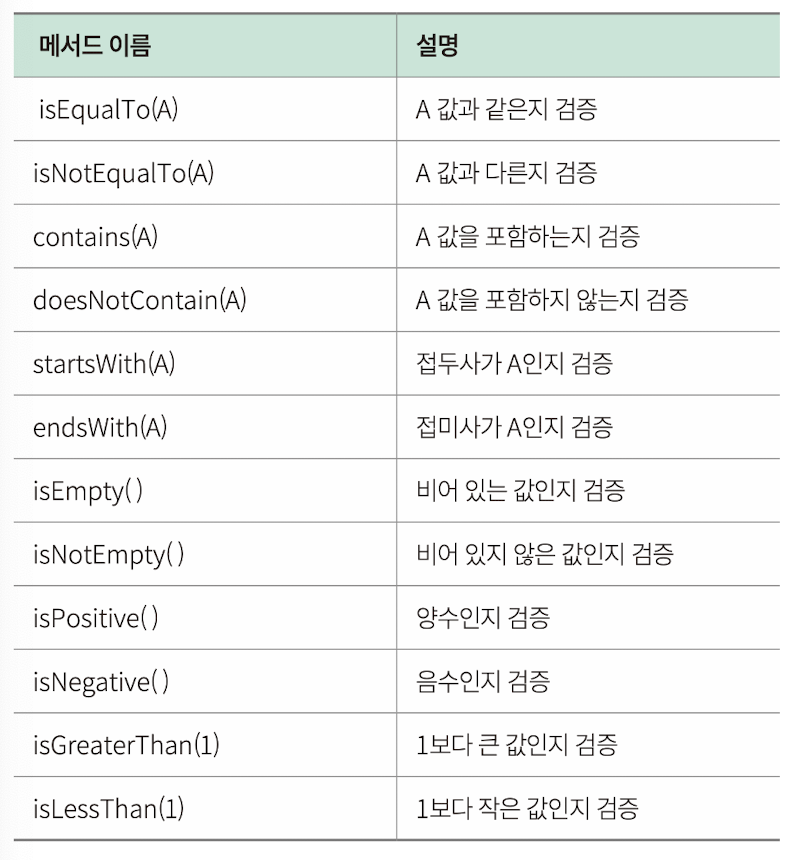 메서드 이름 설명
isEqualTo(A) A 값과 같은지 검증
isNotEqualTo(A) A 값과 다른지 검증
contains(A) A 값을 포함하는지 검증
doesNotContain(A) A 값을 포함하지 않는지 검증
startsWith(A) 접두사가 A인지 검증
endsWith(A) 접미사가 A인지 검증
isEmpty( ) 비어 있는 값인지 검증
isNotEmpty( ) 비어 있지 않은 값인지 검증
isPositive( ) 양수인지 검증
isNegative( ) 음수인지 검증
isGreaterThan(1) 1보다 큰 값인지 검증
isLessThan(1) 1보다 작은 값인지 검증